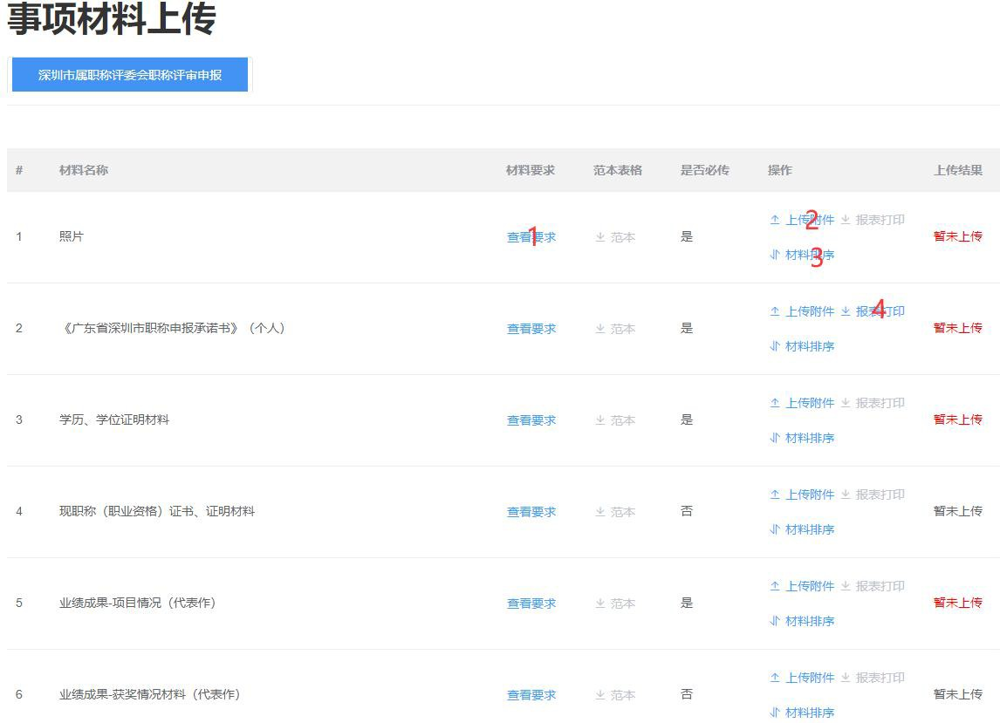 事项材料上传
深圳市属职称评委会职称评审申报
# 材料名称 材料要求 范本表格 是否必传 操作 上传结果
上传附件 2 报表打印
1 照片 查看要求 1 范本 是 暂未上传
材料排序 3
上传附件 报表打印 4
2 《广东省深圳市职称申报承诺书》（个人） 查看要求 范本 是 暂未上传
材料排序
上传附件 报表打印
3 学历、学位证明材料 查看要求 范本 是 暂未上传
材料排序
上传附件 报表打印
4 现职称（职业资格）证书、证明材料 查看要求 范本 否 暂未上传
材料排序
上传附件 报表打印
5 业绩成果-项目情况（代表作） 查看要求 范本 是 暂未上传
材料排序
上传附件 报表打印
6 业绩成果-获奖情况材料（代表作） 查看要求 范本 否 暂未上传
材料排序